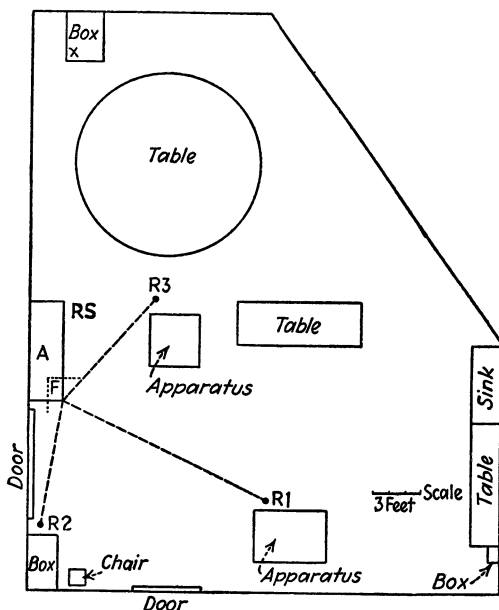 Box
x
Table
R3
RS
A
F
Table
Apparatus
Sink
Table
Door
R1
3 Feet Scale
R2
Box
Chair
Apparatus
Box
Door